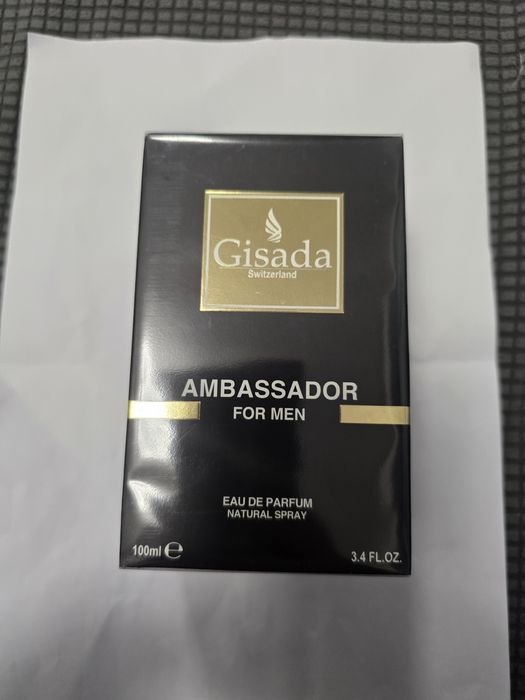 Gisada
Switzerland
AMBASSADOR
FOR MEN
EAU DE PARFUM
NATURAL SPRAY
100ml ℮
3.4 FL.OZ.